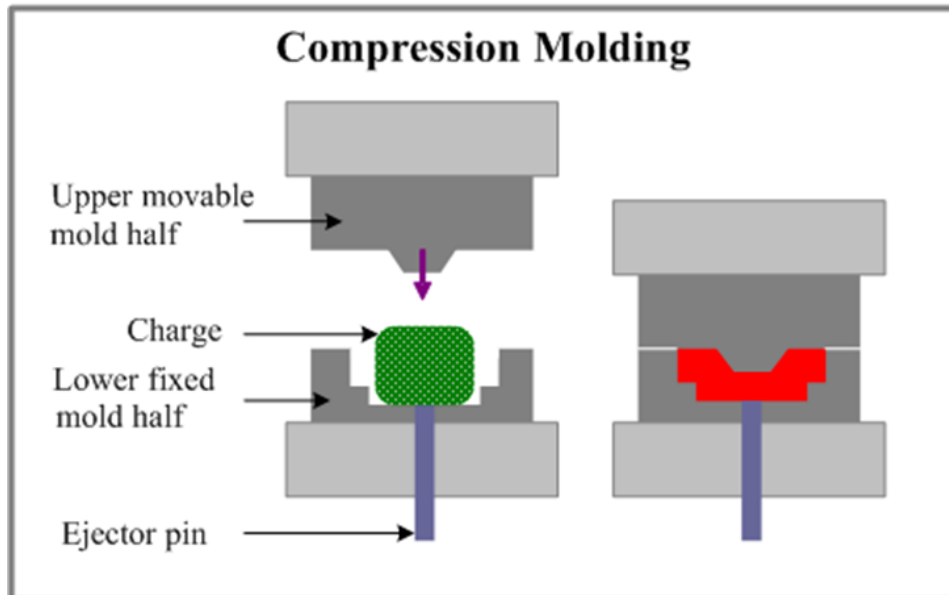 Compression Molding
Upper movable
mold half
Charge
Lower fixed
mold half
Ejector pin